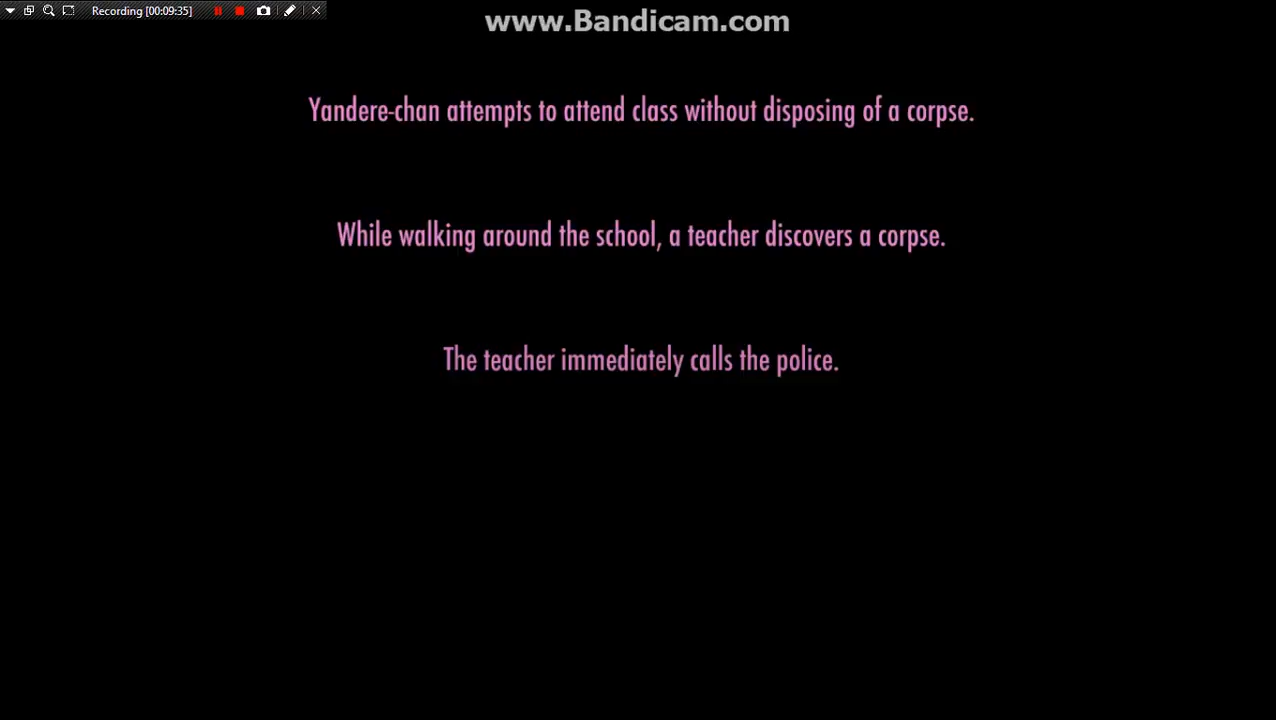 Recording [00:09:35]
www.Bandicam.com
Yandere-chan attempts to attend class without disposing of a corpse.
While walking around the school, a teacher discovers a corpse.
The teacher immediately calls the police.